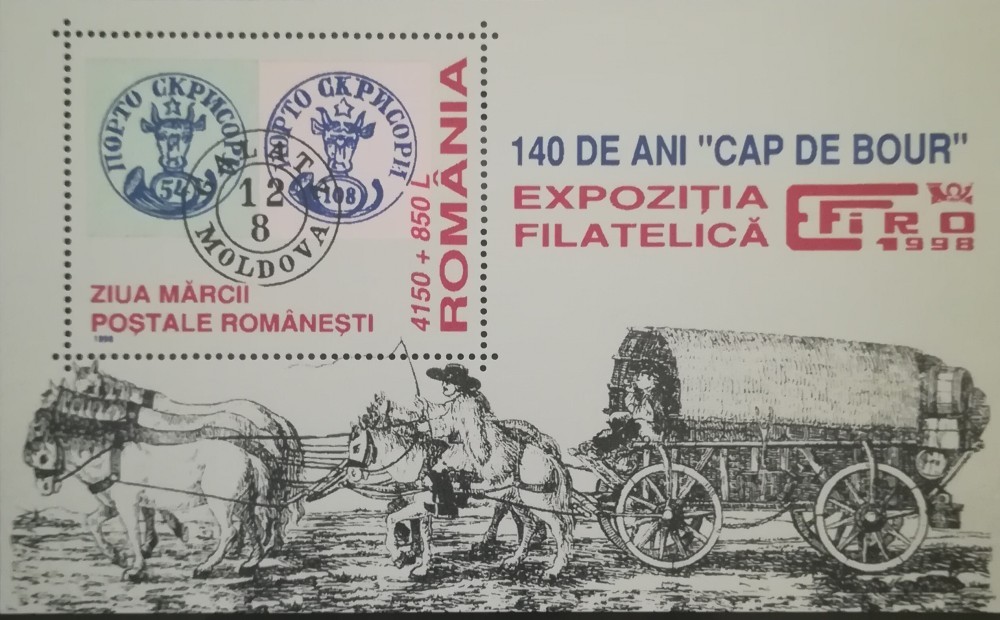 ПОРТО СКРИСОРИ
54
ПОРТО СКРИСОРИ
108
GALATZ
12
8
MOLDOVA
4150 + 850 L
ROMÂNIA
ZIUA MĂRCII
POȘTALE ROMÂNEȘTI
1998
140 DE ANI "CAP DE BOUR"
EXPOZIȚIA
FILATELICĂ
EFIRO
1998